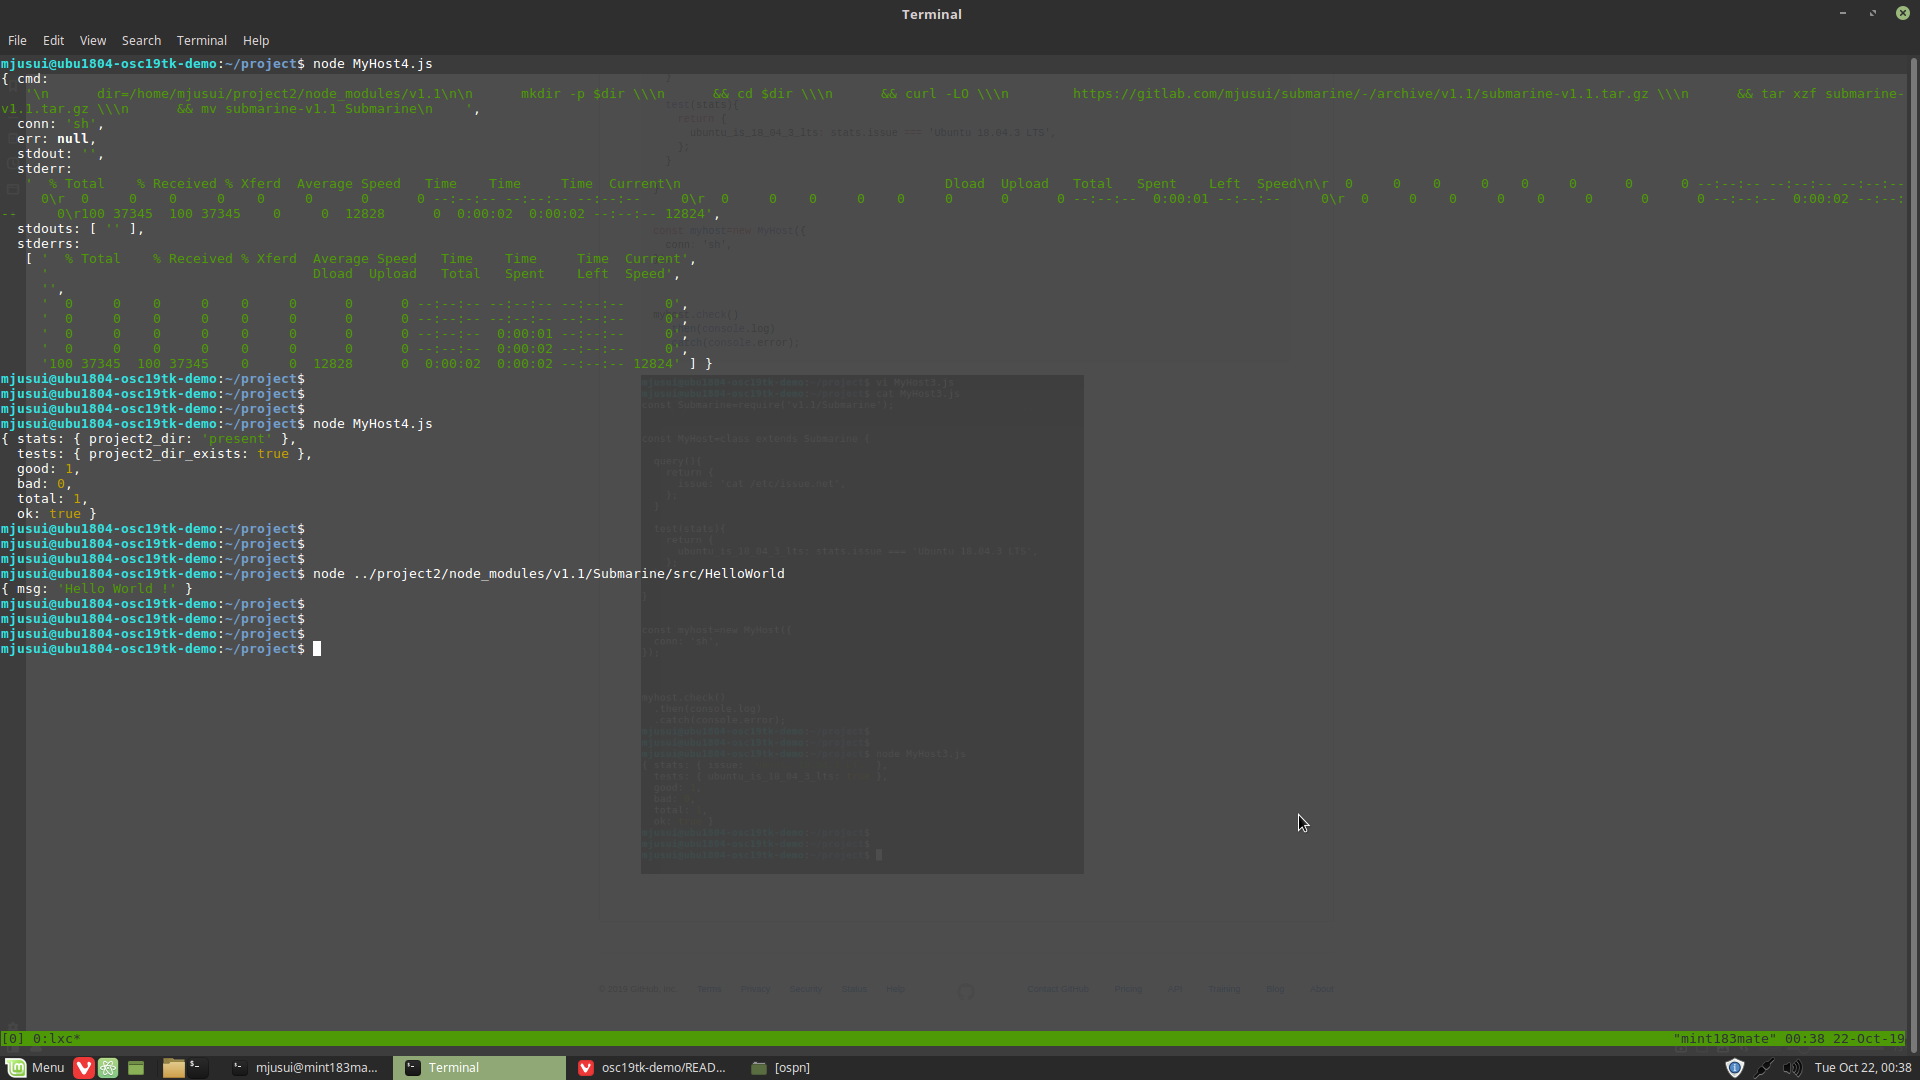 Terminal
File Edit View Search Terminal Help
mjusui@ubu1804-osc19tk-demo:~/project$ node MyHost4.js
{ cmd:
'\n      dir=/home/mjusui/project2/node_modules/v1.1\n\n      mkdir -p $dir \\\n      && cd $dir \\\n      && curl -LO \\\n        https://gitlab.com/mjusui/submarine/-/archive/v1.1/submarine-v1.1.tar.gz \\\n      && tar xzf submarine-
v1.1.tar.gz \\\n      && mv submarine-v1.1 Submarine\n    ',
conn: 'sh',
err: null,
stdout: '',
stderr:
'  % Total    % Received % Xferd  Average Speed   Time    Time     Time  Current\n                                 Dload  Upload   Total   Spent    Left  Speed\n\r  0     0    0     0    0     0      0      0 --:--:-- --:--:-- --:--:--
0\r  0     0    0     0    0     0      0      0 --:--:-- --:--:-- --:--:--     0\r  0     0    0     0    0     0      0      0 --:--:--  0:00:01 --:--:--     0\r  0     0    0     0    0     0      0      0 --:--:--  0:00:02 --:--:
--     0\r100 37345  100 37345    0     0  12828      0  0:00:02  0:00:02 --:--:-- 12824',
stdouts: [ '' ],
stderrs:
[ '  % Total    % Received % Xferd  Average Speed   Time    Time     Time  Current',
'                                 Dload  Upload   Total   Spent    Left  Speed',
'',
'  0     0    0     0    0     0      0      0 --:--:-- --:--:-- --:--:--     0',
'  0     0    0     0    0     0      0      0 --:--:-- --:--:-- --:--:--     0',
'  0     0    0     0    0     0      0      0 --:--:--  0:00:01 --:--:--     0',
'  0     0    0     0    0     0      0      0 --:--:--  0:00:02 --:--:--     0',
'100 37345  100 37345    0     0  12828      0  0:00:02  0:00:02 --:--:-- 12824' ] }
mjusui@ubu1804-osc19tk-demo:~/project$
mjusui@ubu1804-osc19tk-demo:~/project$
mjusui@ubu1804-osc19tk-demo:~/project$
mjusui@ubu1804-osc19tk-demo:~/project$ node MyHost4.js
{ stats: { project2_dir: 'present' },
tests: { project2_dir_exists: true },
good: 1,
bad: 0,
total: 1,
ok: true }
mjusui@ubu1804-osc19tk-demo:~/project$
mjusui@ubu1804-osc19tk-demo:~/project$
mjusui@ubu1804-osc19tk-demo:~/project$
mjusui@ubu1804-osc19tk-demo:~/project$ node ../project2/node_modules/v1.1/Submarine/src/HelloWorld
{ msg: 'Hello World !' }
mjusui@ubu1804-osc19tk-demo:~/project$
mjusui@ubu1804-osc19tk-demo:~/project$
mjusui@ubu1804-osc19tk-demo:~/project$
mjusui@ubu1804-osc19tk-demo:~/project$
[0] 0:lxc* "mint183mate" 00:38 22-Oct-19
Menu mjusui@mint183ma... Terminal osc19tk-demo/READ... [ospn] Tue Oct 22, 00:38